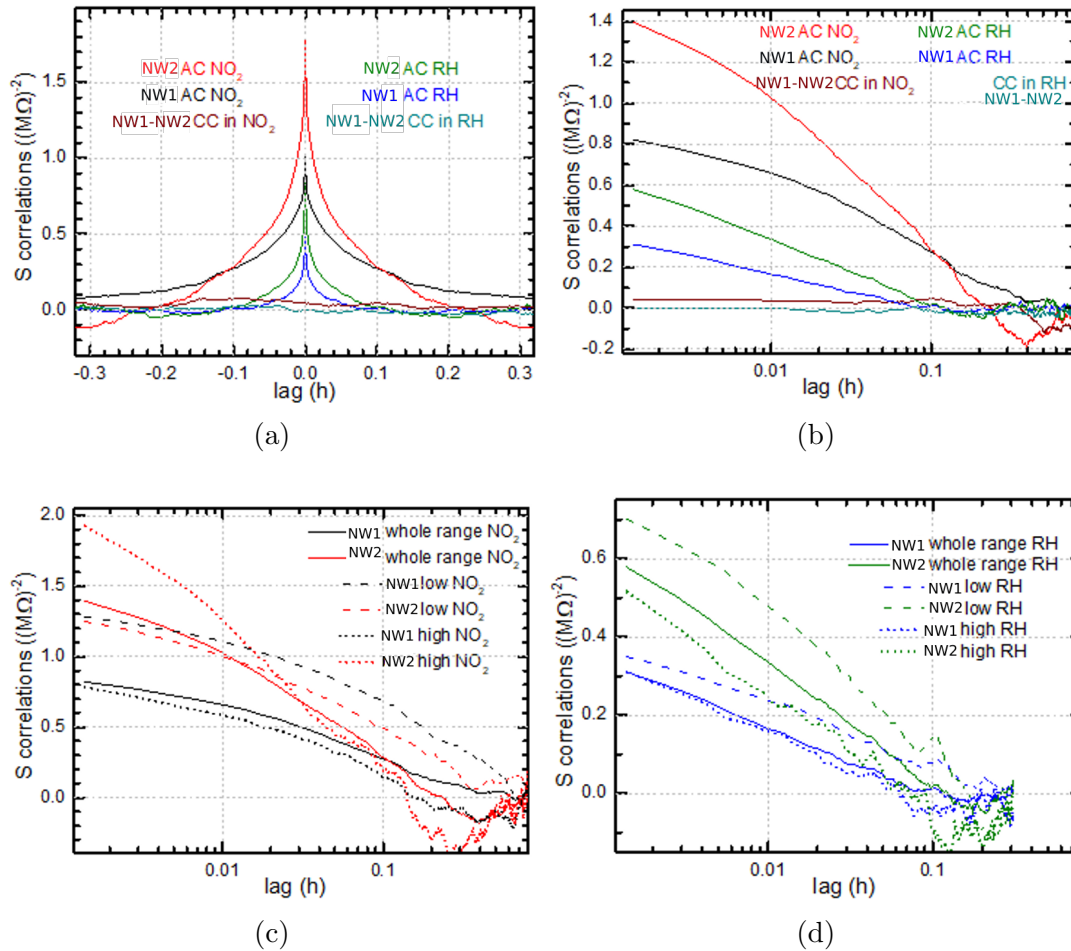 S correlations ((MΩ)⁻²)
1.5
1.0
0.5
0.0
NW2 AC NO₂
NW1 AC NO₂
NW1-NW2 CC in NO₂
NW2 AC RH
NW1 AC RH
NW1-NW2 CC in RH
-0.3 -0.2 -0.1 0.0 0.1 0.2 0.3
lag (h)
(a)
S correlations ((MΩ)⁻²)
1.4
1.2
1.0
0.8
0.6
0.4
0.2
0.0
-0.2
NW2 AC NO₂
NW1 AC NO₂
NW1-NW2 CC in NO₂
NW2 AC RH
NW1 AC RH
CC in RH
NW1-NW2
0.01 0.1
lag (h)
(b)
S correlations ((MΩ)⁻²)
2.0
1.5
1.0
0.5
0.0
NW1 whole range NO₂
NW2 whole range NO₂
NW1 low NO₂
NW2 low NO₂
NW1 high NO₂
NW2 high NO₂
0.01 0.1
lag (h)
(c)
S correlations ((MΩ)⁻²)
0.6
0.4
0.2
0.0
NW1 whole range RH
NW2 whole range RH
NW1 low RH
NW2 low RH
NW1 high RH
NW2 high RH
0.01 0.1
lag (h)
(d)